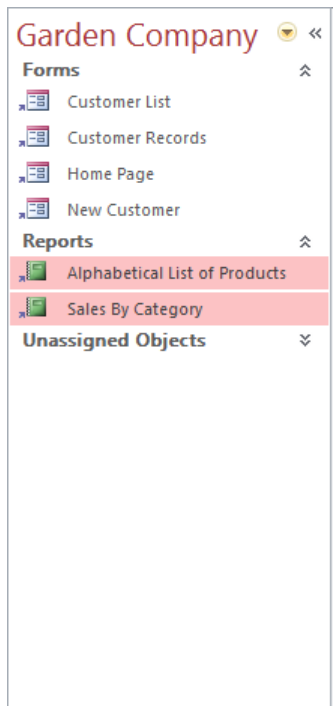 Garden Company
Forms
Customer List
Customer Records
Home Page
New Customer
Reports
Alphabetical List of Products
Sales By Category
Unassigned Objects